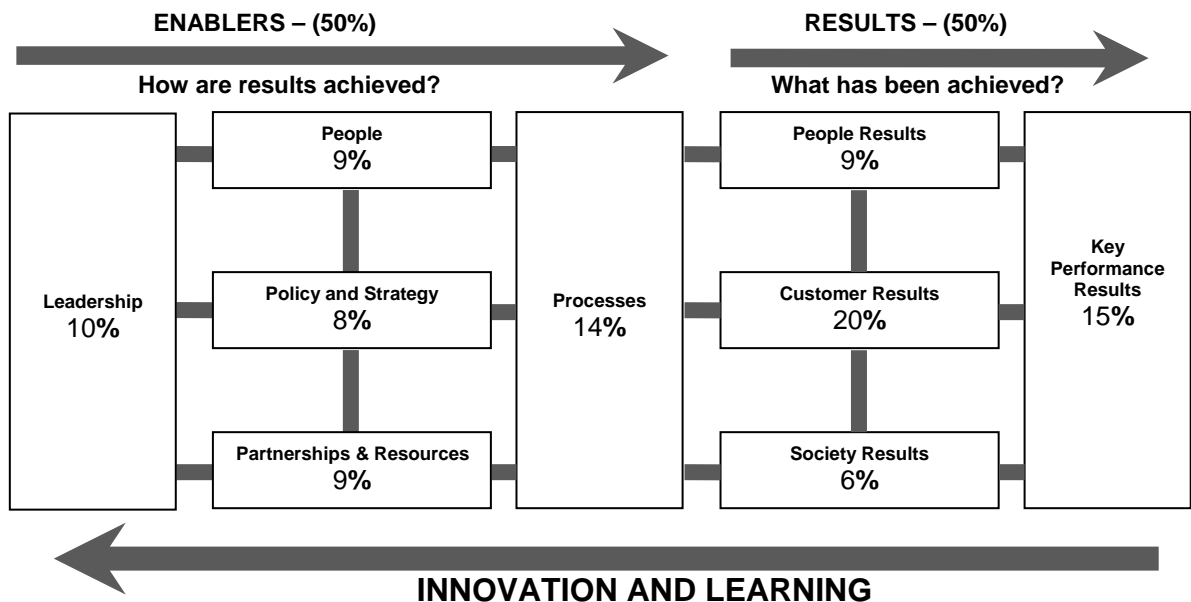 ENABLERS – (50%)
RESULTS – (50%)
How are results achieved?
What has been achieved?
People
9%
People Results
9%
Leadership
10%
Policy and Strategy
8%
Processes
14%
Customer Results
20%
Key
Performance
Results
15%
Partnerships & Resources
9%
Society Results
6%
INNOVATION AND LEARNING